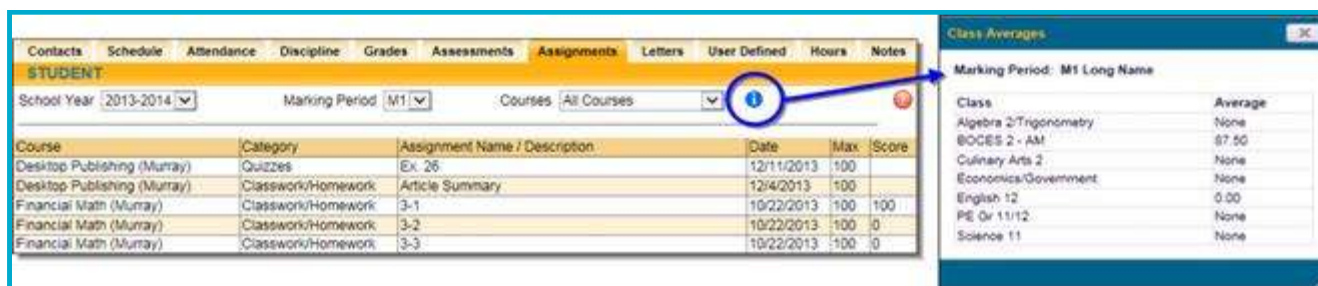 Contacts Schedule Attendance Discipline Grades Assessments Assignments Letters User Defined Hours Notes
STUDENT
School Year 2013-2014 Marking Period M1 Courses All Courses
Course Category Assignment Name / Description Date Max Score
Desktop Publishing (Murray) Quizzes Ex. 26 12/11/2013 100
Desktop Publishing (Murray) Classwork/Homework Article Summary 12/4/2013 100
Financial Math (Murray) Classwork/Homework 3-1 10/22/2013 100 100
Financial Math (Murray) Classwork/Homework 3-2 10/22/2013 100 0
Financial Math (Murray) Classwork/Homework 3-3 10/22/2013 100 0
Class Averages
Marking Period: M1 Long Name
Class Average
Algebra 2/Trigonometry None
BOCES 2 - AM 87.50
Culinary Arts 2 None
Economics/Government None
English 12 0.00
PE Gr 11/12 None
Science 11 None